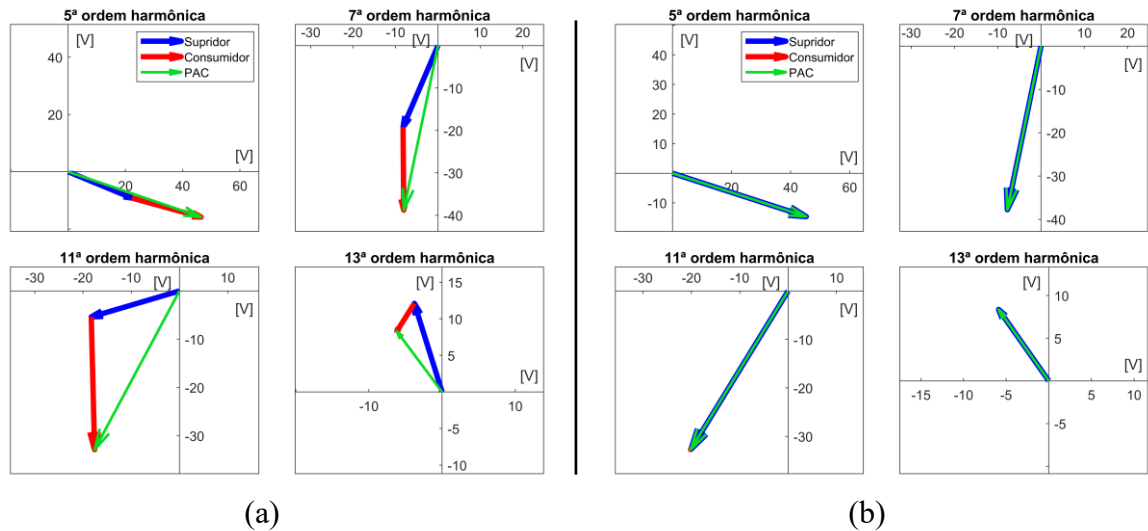 5ª ordem harmônica
[V]
40
20
20 40 60
[V]
Supridor
Consumidor
PAC
7ª ordem harmônica
-30 -20 -10 [V] 10 20
[V]
-10
-20
-30
-40
11ª ordem harmônica
-30 -20 -10 [V] 10
[V]
-10
-20
-30
13ª ordem harmônica
[V]
15
10
5
-10 10
[V]
-5
-10
(a)
5ª ordem harmônica
[V]
40
30
20
10
20 40 60
[V]
-10
Supridor
Consumidor
PAC
7ª ordem harmônica
-30 -20 -10 [V] 10 20
[V]
-10
-20
-30
-40
11ª ordem harmônica
-30 -20 -10 [V] 10
[V]
-10
-20
-30
13ª ordem harmônica
[V]
10
5
[V]
-15 -10 -5 5 10
-5
(b)